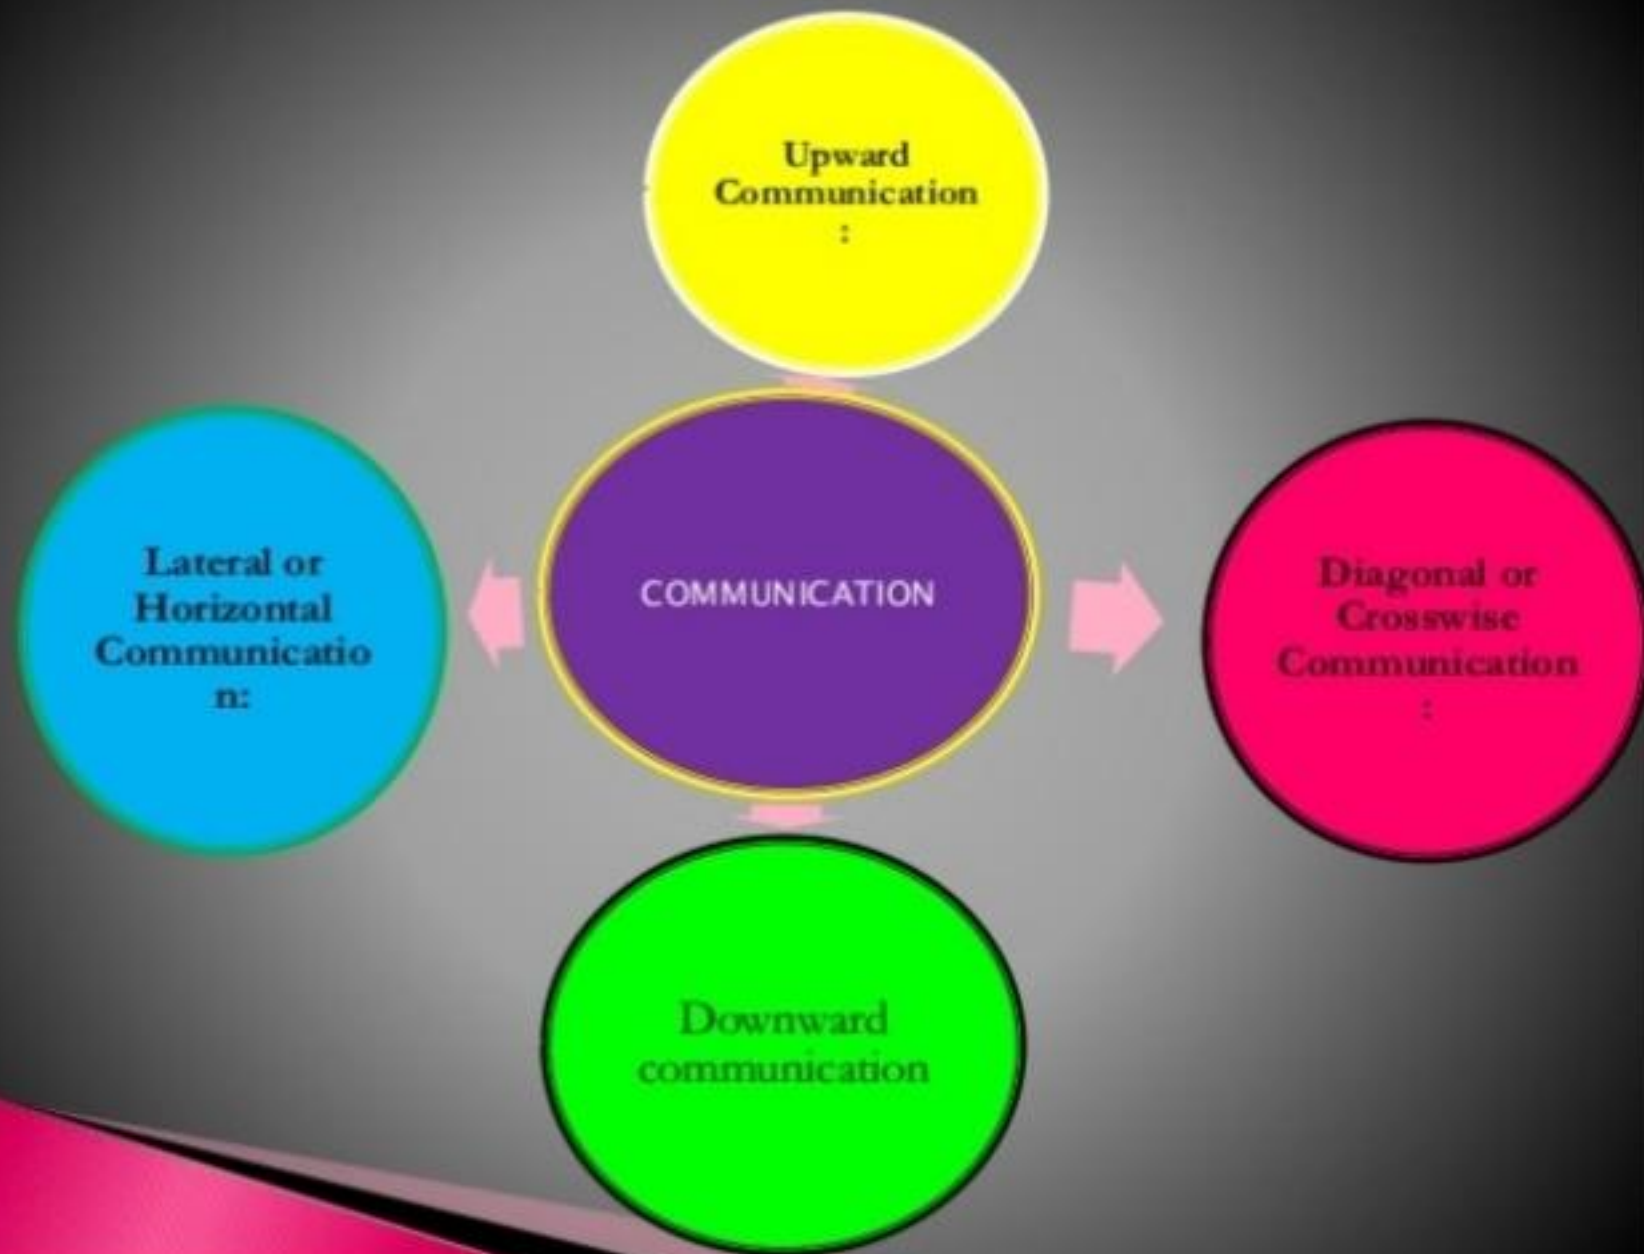 Upward
Communication
:
Lateral or
Horizontal
Communicatio
n:
COMMUNICATION
Diagonal or
Crosswise
Communication
:
Downward
communication